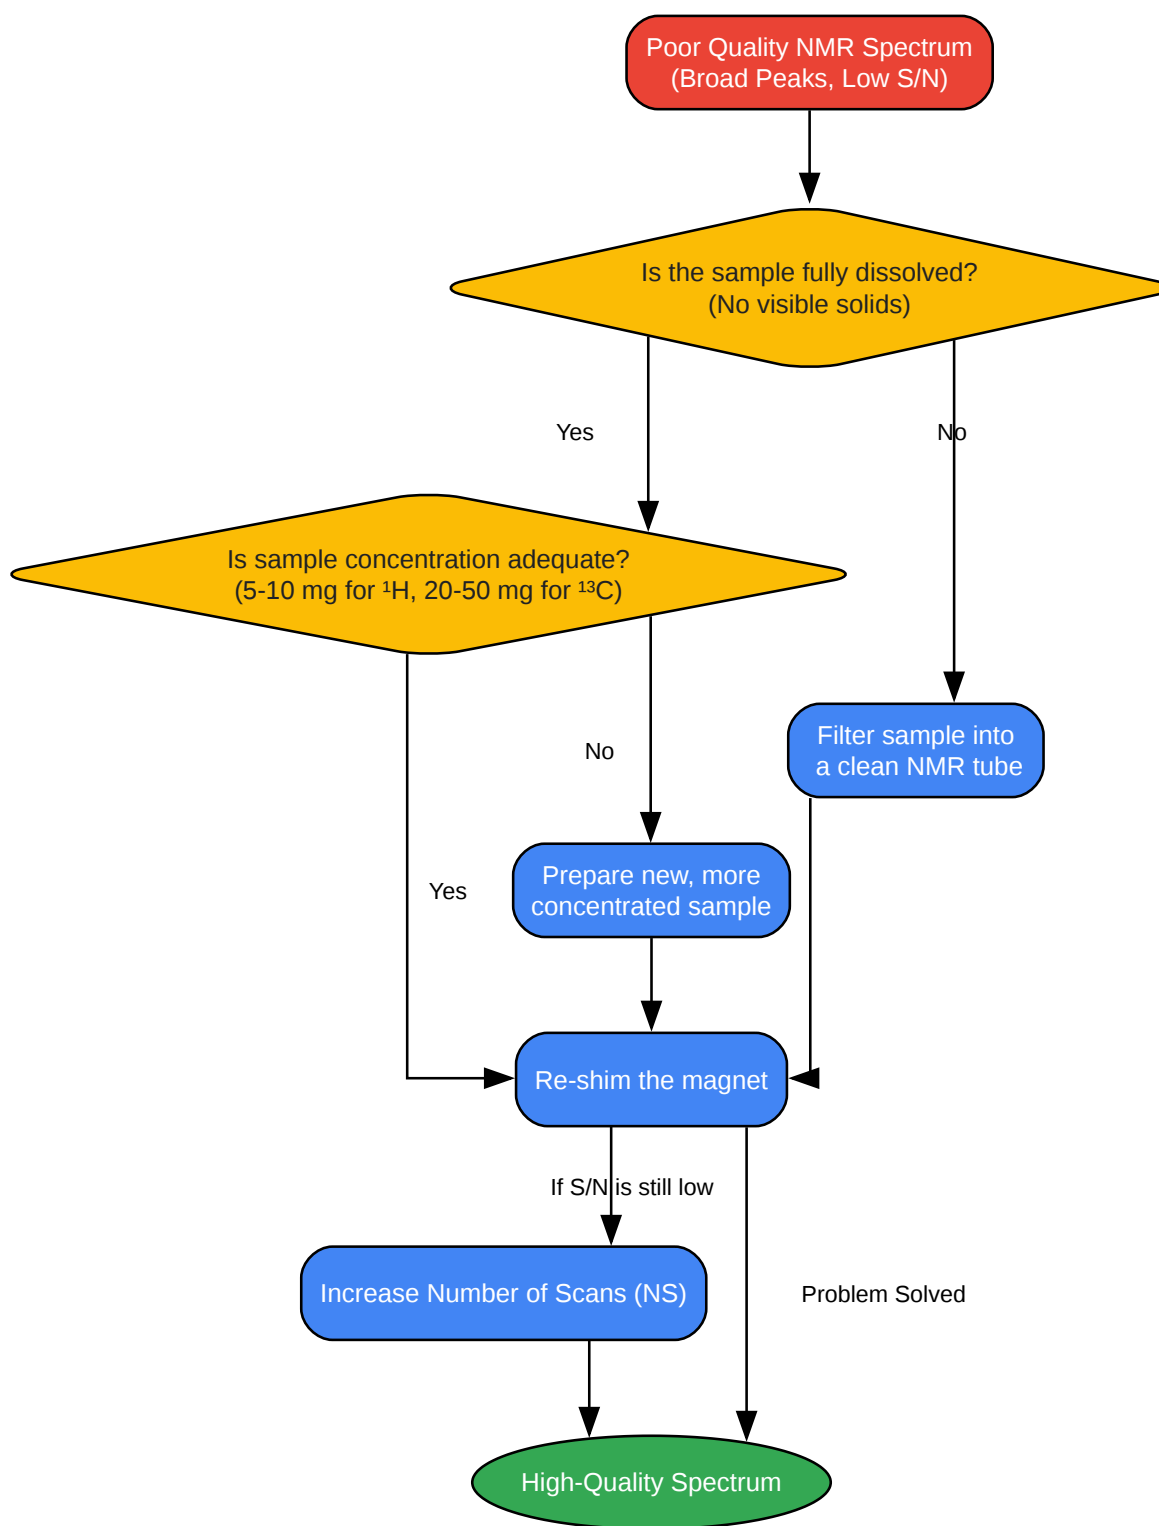 Poor Quality NMR Spectrum
(Broad Peaks, Low S/N)
Is the sample fully dissolved?
(No visible solids)
Yes
No
Is sample concentration adequate?
(5-10 mg for ¹H, 20-50 mg for ¹³C)
Filter sample into
a clean NMR tube
No
Prepare new, more
concentrated sample
Yes
Re-shim the magnet
If S/N is still low
Increase Number of Scans (NS)
Problem Solved
High-Quality Spectrum